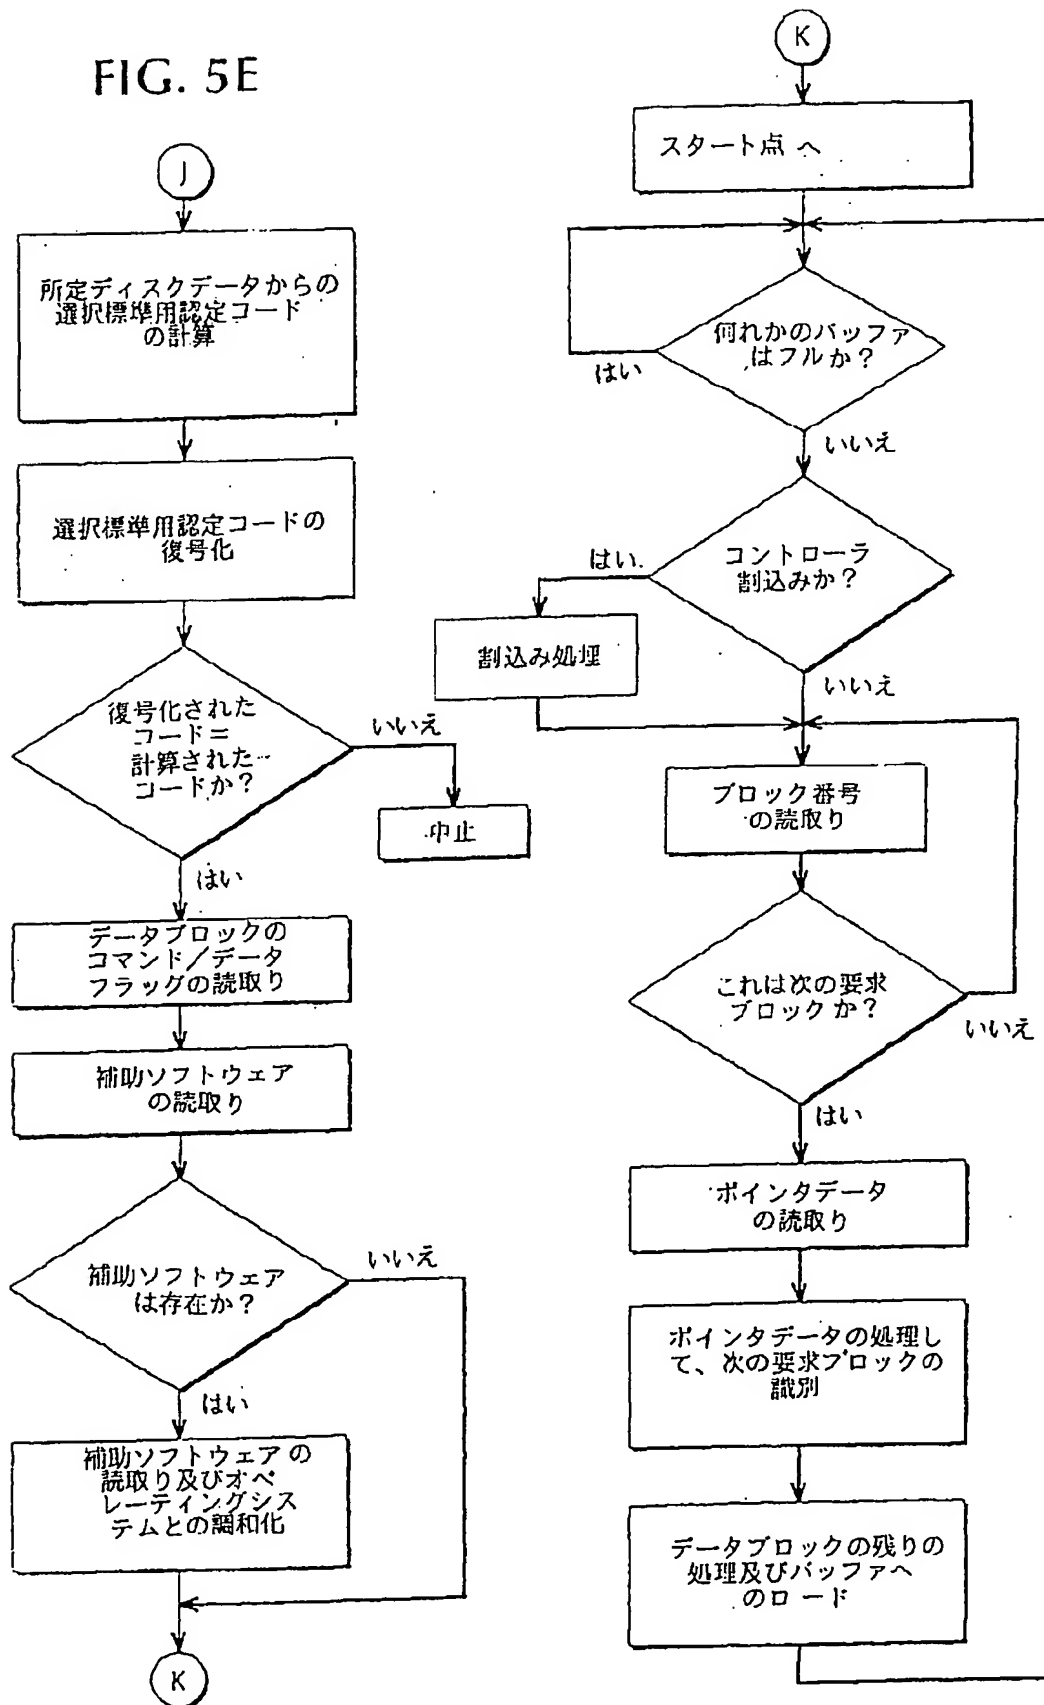 FIG. 5E
J
所定ディスクデータからの
選択標準用認定コード
の計算
選択標準用認定コードの
復号化
復号化された
コード=
計算された
コードか?
いいえ
中止
はい
データブロックの
コマンド/データ
フラッグの読取り
補助ソフトウェア
の読取り
補助ソフトウェア
は存在か?
いいえ
はい
補助ソフトウェアの
読取り及びオペ
レーティングシス
テムとの調和化
K
K
スタート点へ
何れかのバッファ
はフルか?
はい
いいえ
コントローラ
割込みか?
はい
割込み処理
いいえ
ブロック番号
の読取り
これは次の要求
ブロックか?
いいえ
はい
ポインタデータ
の読取り
ポインタデータの処理し
て、次の要求ブロックの
識別
データブロックの残りの
処理及びバッファへ
のロード